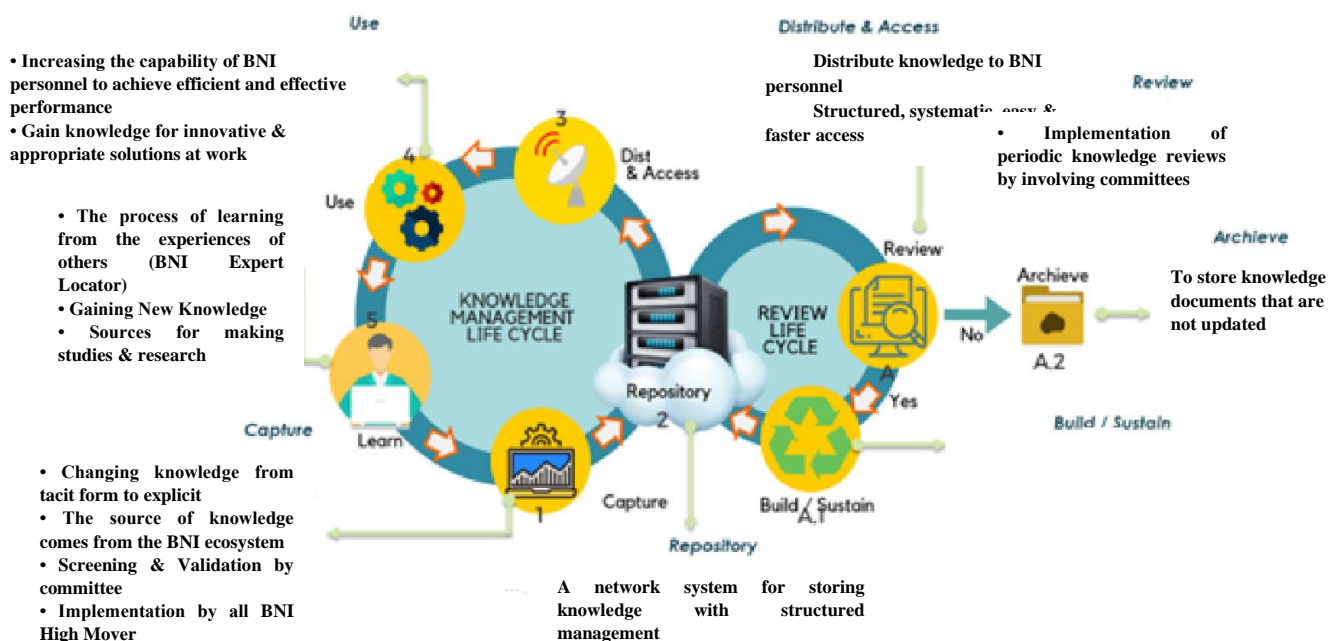 Use
• Increasing the capability of BNI
personnel to achieve efficient and effective
performance
• Gain knowledge for innovative &
appropriate solutions at work
Distribute & Access
Distribute knowledge to BNI
personnel
Structured, systematic, easy &
faster access
Review
• Implementation of
periodic knowledge reviews
by involving committees
• The process of learning
from the experiences of
others (BNI Expert
Locator)
• Gaining New Knowledge
• Sources for making
studies & research
Archieve
To store knowledge
documents that are
not updated
3
Dist
& Access
4
Use
5
Learn
KNOWLEDGE
MANAGEMENT
LIFE CYCLE
1
Capture
Repository
2
REVIEW
LIFE
CYCLE
Review
A
No
Yes
Archieve
A.2
Build / Sustain
A.1
Build / Sustain
Capture
• Changing knowledge from
tacit form to explicit
• The source of knowledge
comes from the BNI ecosystem
• Screening & Validation by
committee
• Implementation by all BNI
High Mover
Repository
A network system for storing
knowledge with structured
management